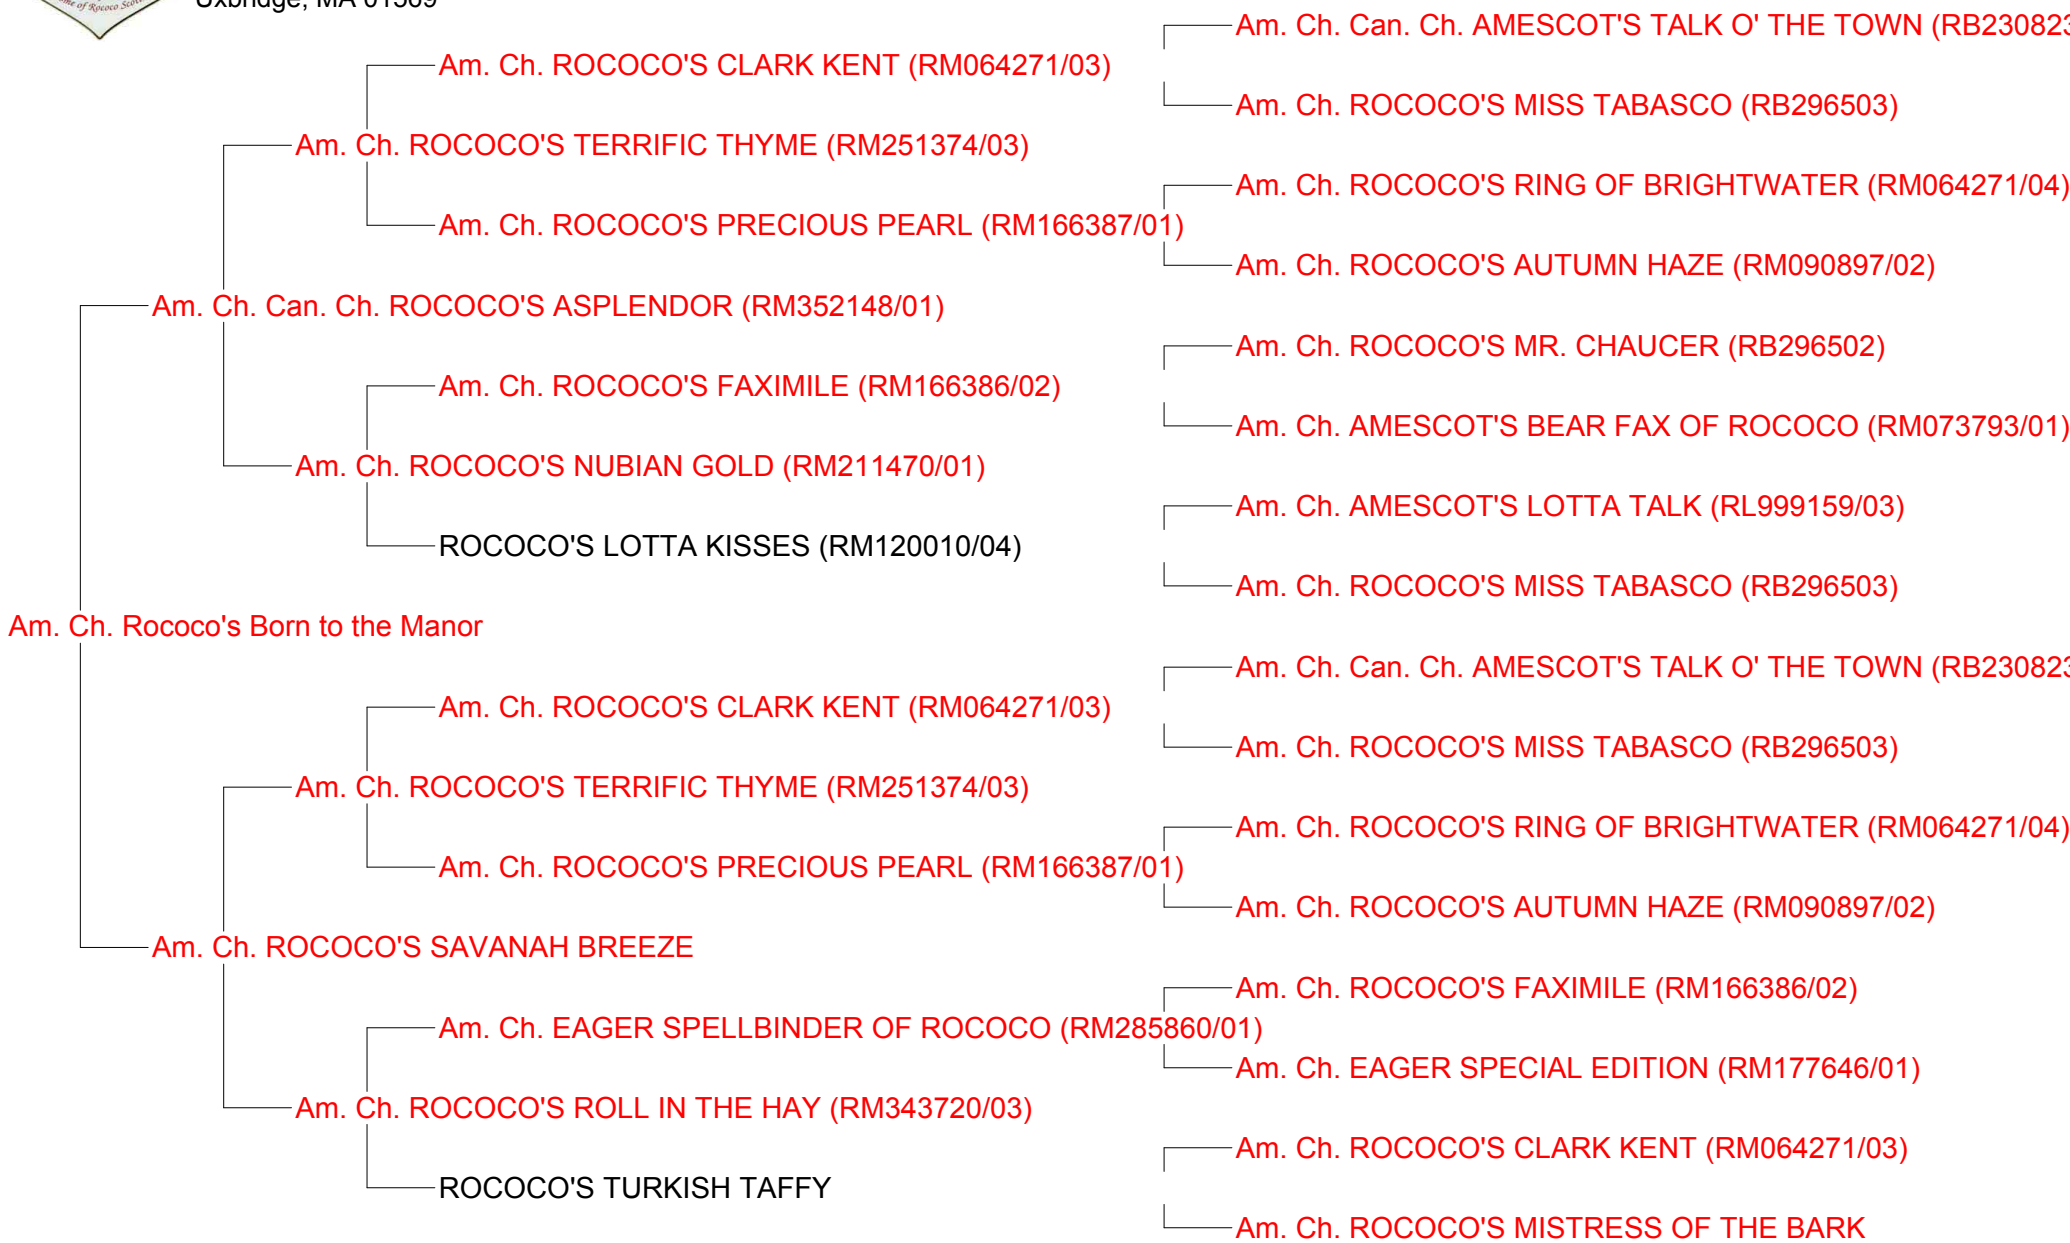 Home of Rococo
Uxbridge, MA 01569
Am. Ch. Can. Ch. AMESCOT'S TALK O' THE TOWN (RB230823
Am. Ch. ROCOCO'S CLARK KENT (RM064271/03)
Am. Ch. ROCOCO'S MISS TABASCO (RB296503)
Am. Ch. ROCOCO'S TERRIFIC THYME (RM251374/03)
Am. Ch. ROCOCO'S RING OF BRIGHTWATER (RM064271/04)
Am. Ch. ROCOCO'S PRECIOUS PEARL (RM166387/01)
Am. Ch. ROCOCO'S AUTUMN HAZE (RM090897/02)
Am. Ch. Can. Ch. ROCOCO'S ASPLENDOR (RM352148/01)
Am. Ch. ROCOCO'S MR. CHAUCER (RB296502)
Am. Ch. ROCOCO'S FAXIMILE (RM166386/02)
Am. Ch. AMESCOT'S BEAR FAX OF ROCOCO (RM073793/01)
Am. Ch. ROCOCO'S NUBIAN GOLD (RM211470/01)
Am. Ch. AMESCOT'S LOTTA TALK (RL999159/03)
ROCOCO'S LOTTA KISSES (RM120010/04)
Am. Ch. ROCOCO'S MISS TABASCO (RB296503)
Am. Ch. Rococo's Born to the Manor
Am. Ch. Can. Ch. AMESCOT'S TALK O' THE TOWN (RB230823
Am. Ch. ROCOCO'S CLARK KENT (RM064271/03)
Am. Ch. ROCOCO'S MISS TABASCO (RB296503)
Am. Ch. ROCOCO'S TERRIFIC THYME (RM251374/03)
Am. Ch. ROCOCO'S RING OF BRIGHTWATER (RM064271/04)
Am. Ch. ROCOCO'S PRECIOUS PEARL (RM166387/01)
Am. Ch. ROCOCO'S AUTUMN HAZE (RM090897/02)
Am. Ch. ROCOCO'S SAVANAH BREEZE
Am. Ch. ROCOCO'S FAXIMILE (RM166386/02)
Am. Ch. EAGER SPELLBINDER OF ROCOCO (RM285860/01)
Am. Ch. EAGER SPECIAL EDITION (RM177646/01)
Am. Ch. ROCOCO'S ROLL IN THE HAY (RM343720/03)
Am. Ch. ROCOCO'S CLARK KENT (RM064271/03)
ROCOCO'S TURKISH TAFFY
Am. Ch. ROCOCO'S MISTRESS OF THE BARK